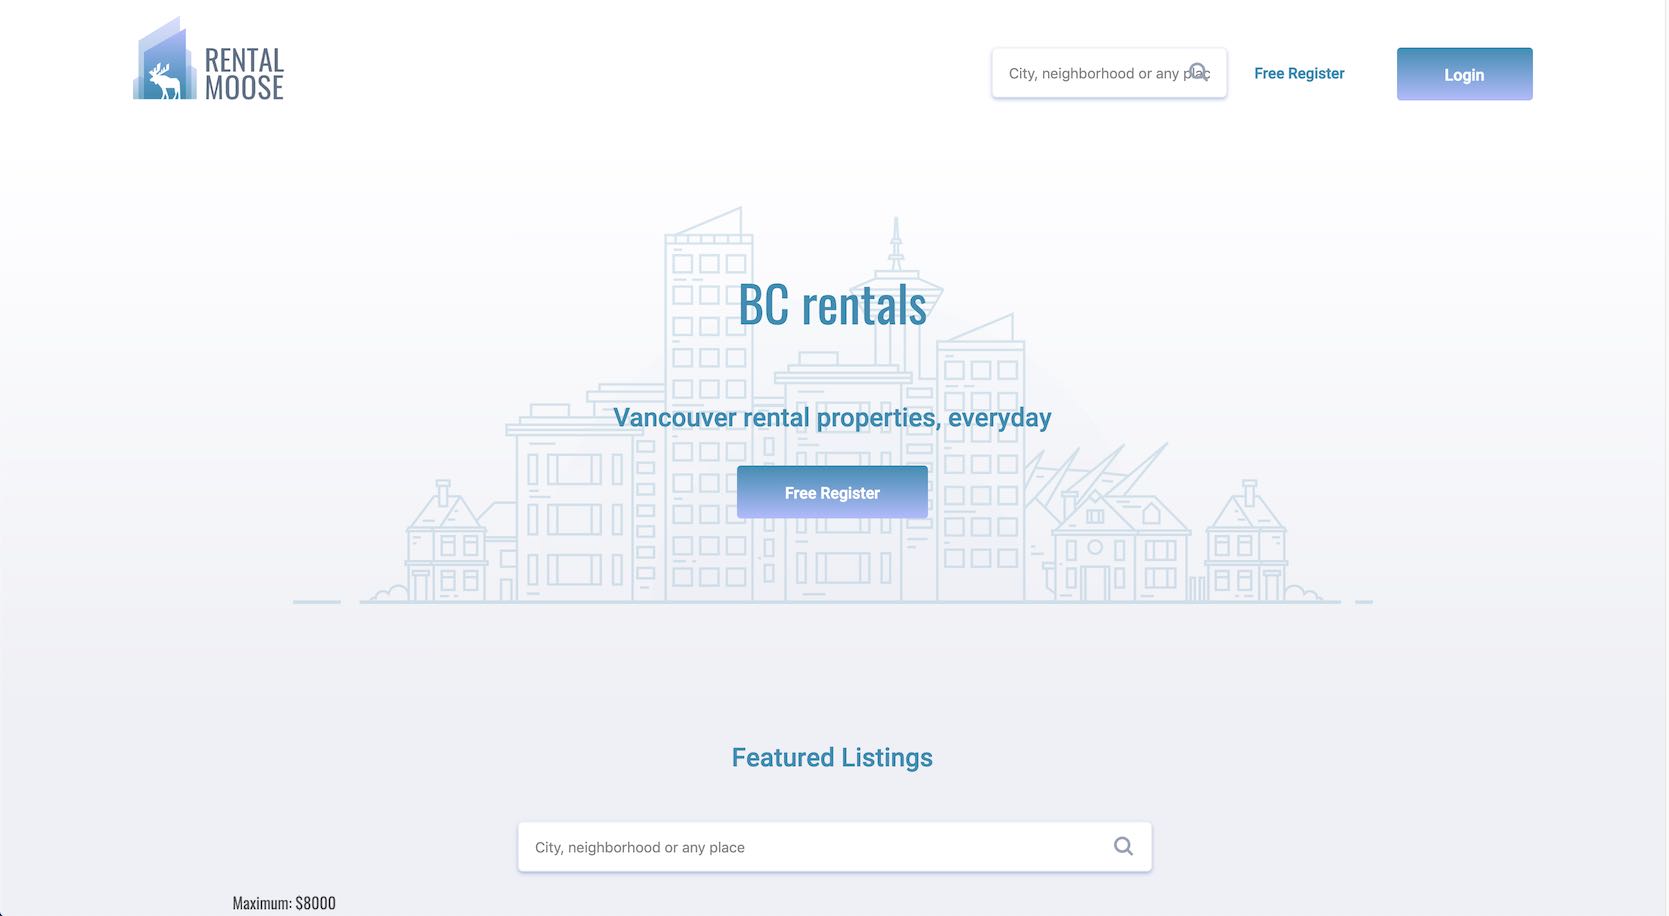 RENTAL
MOOSE
City, neighborhood or any plac
Free Register
Login
BC rentals
Vancouver rental properties, everyday
Free Register
Featured Listings
City, neighborhood or any place
Maximum: $8000